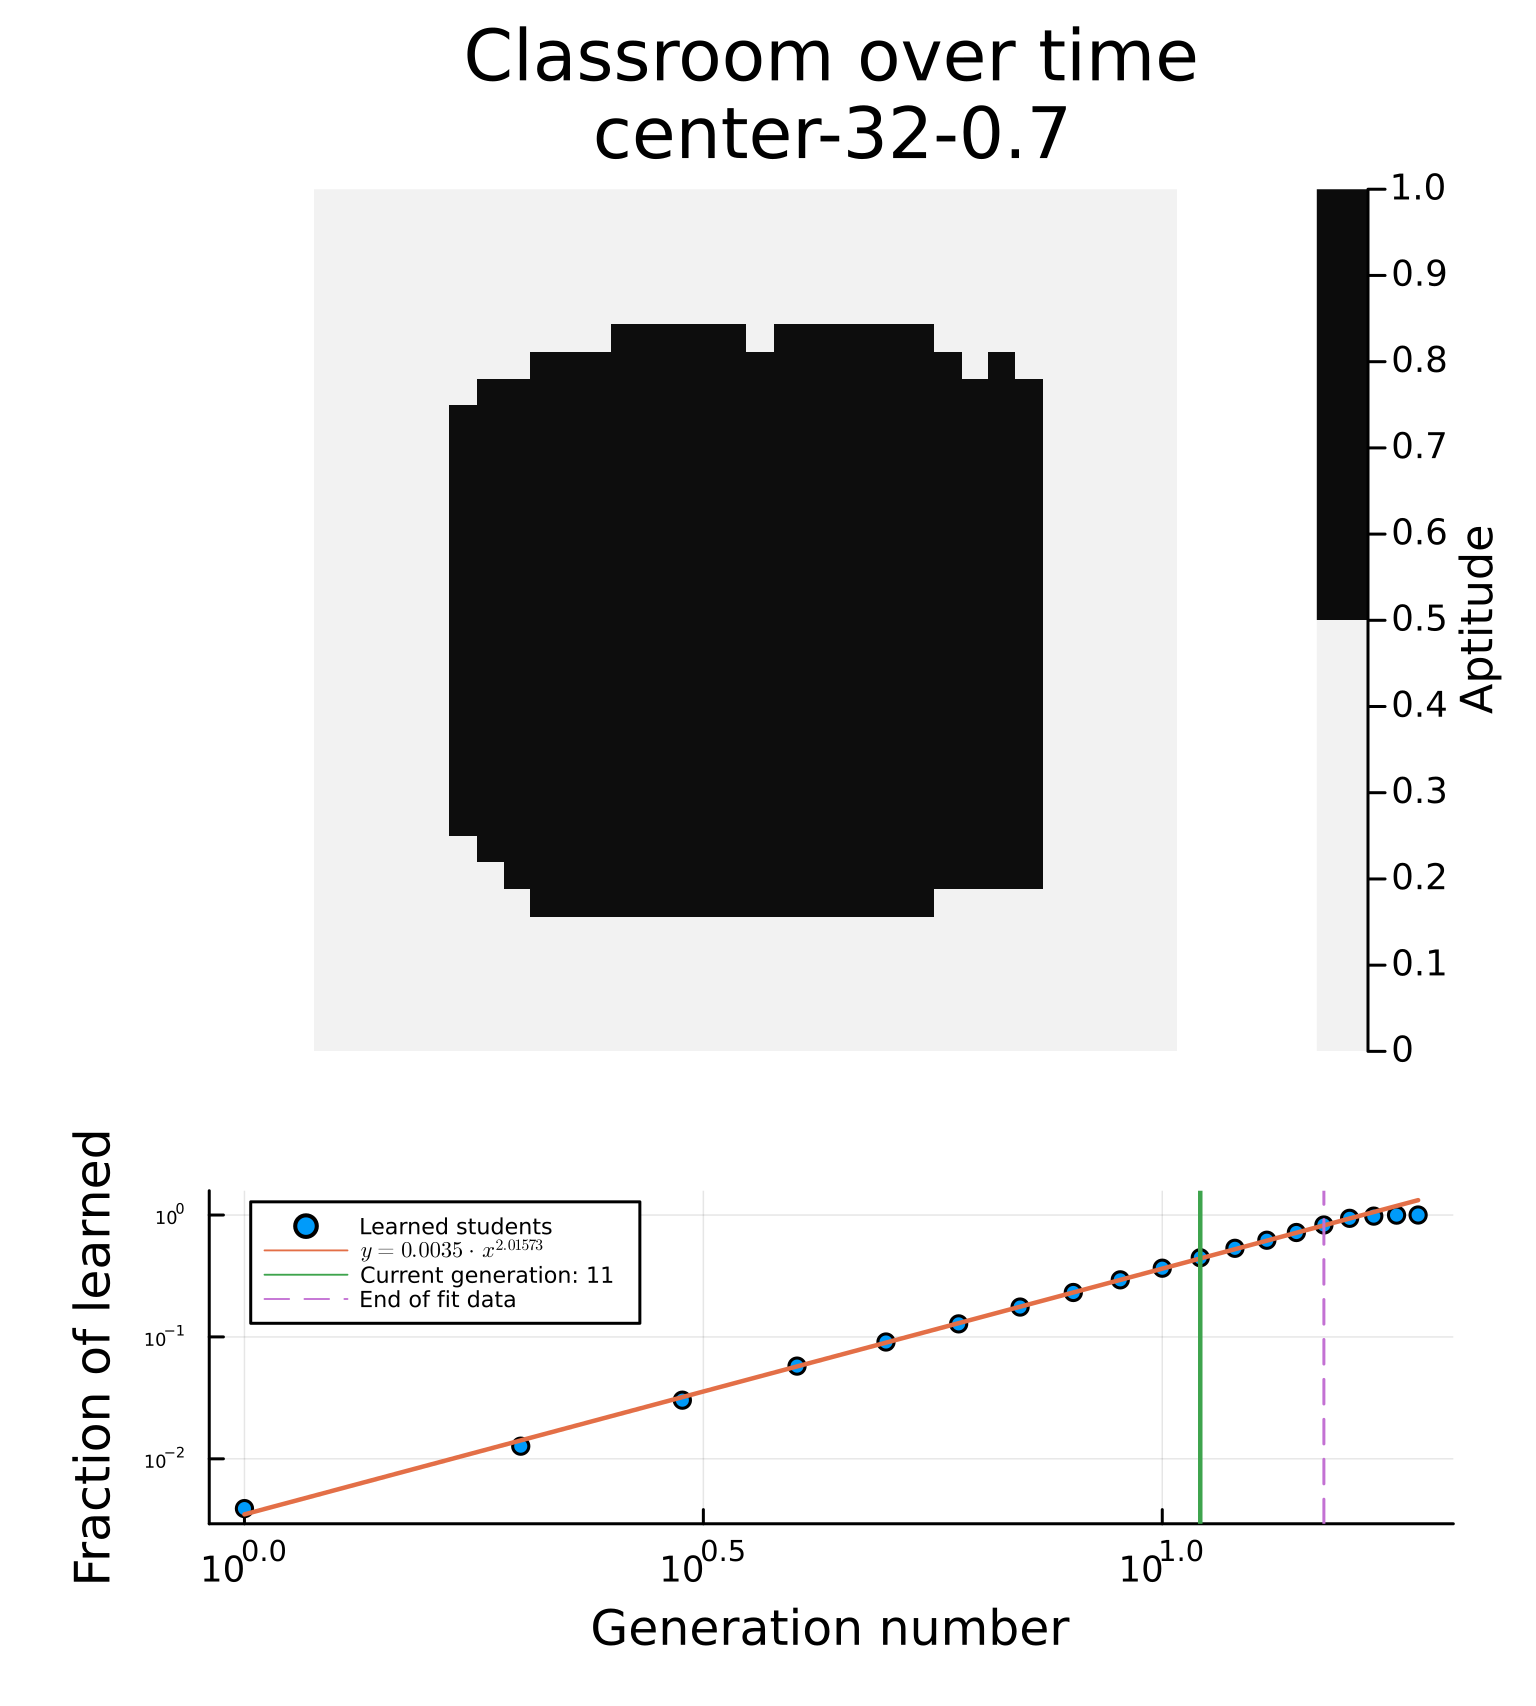 Classroom over time
center-32-0.7
1.0
0.9
0.8
0.7
0.6
0.5
0.4
0.3
0.2
0.1
0
Aptitude
Fraction of learned
10⁰
10⁻¹
10⁻²
Learned students
y = 0.0035 · x^2.01573
Current generation: 11
End of fit data
10^0.0
10^0.5
10^1.0
Generation number